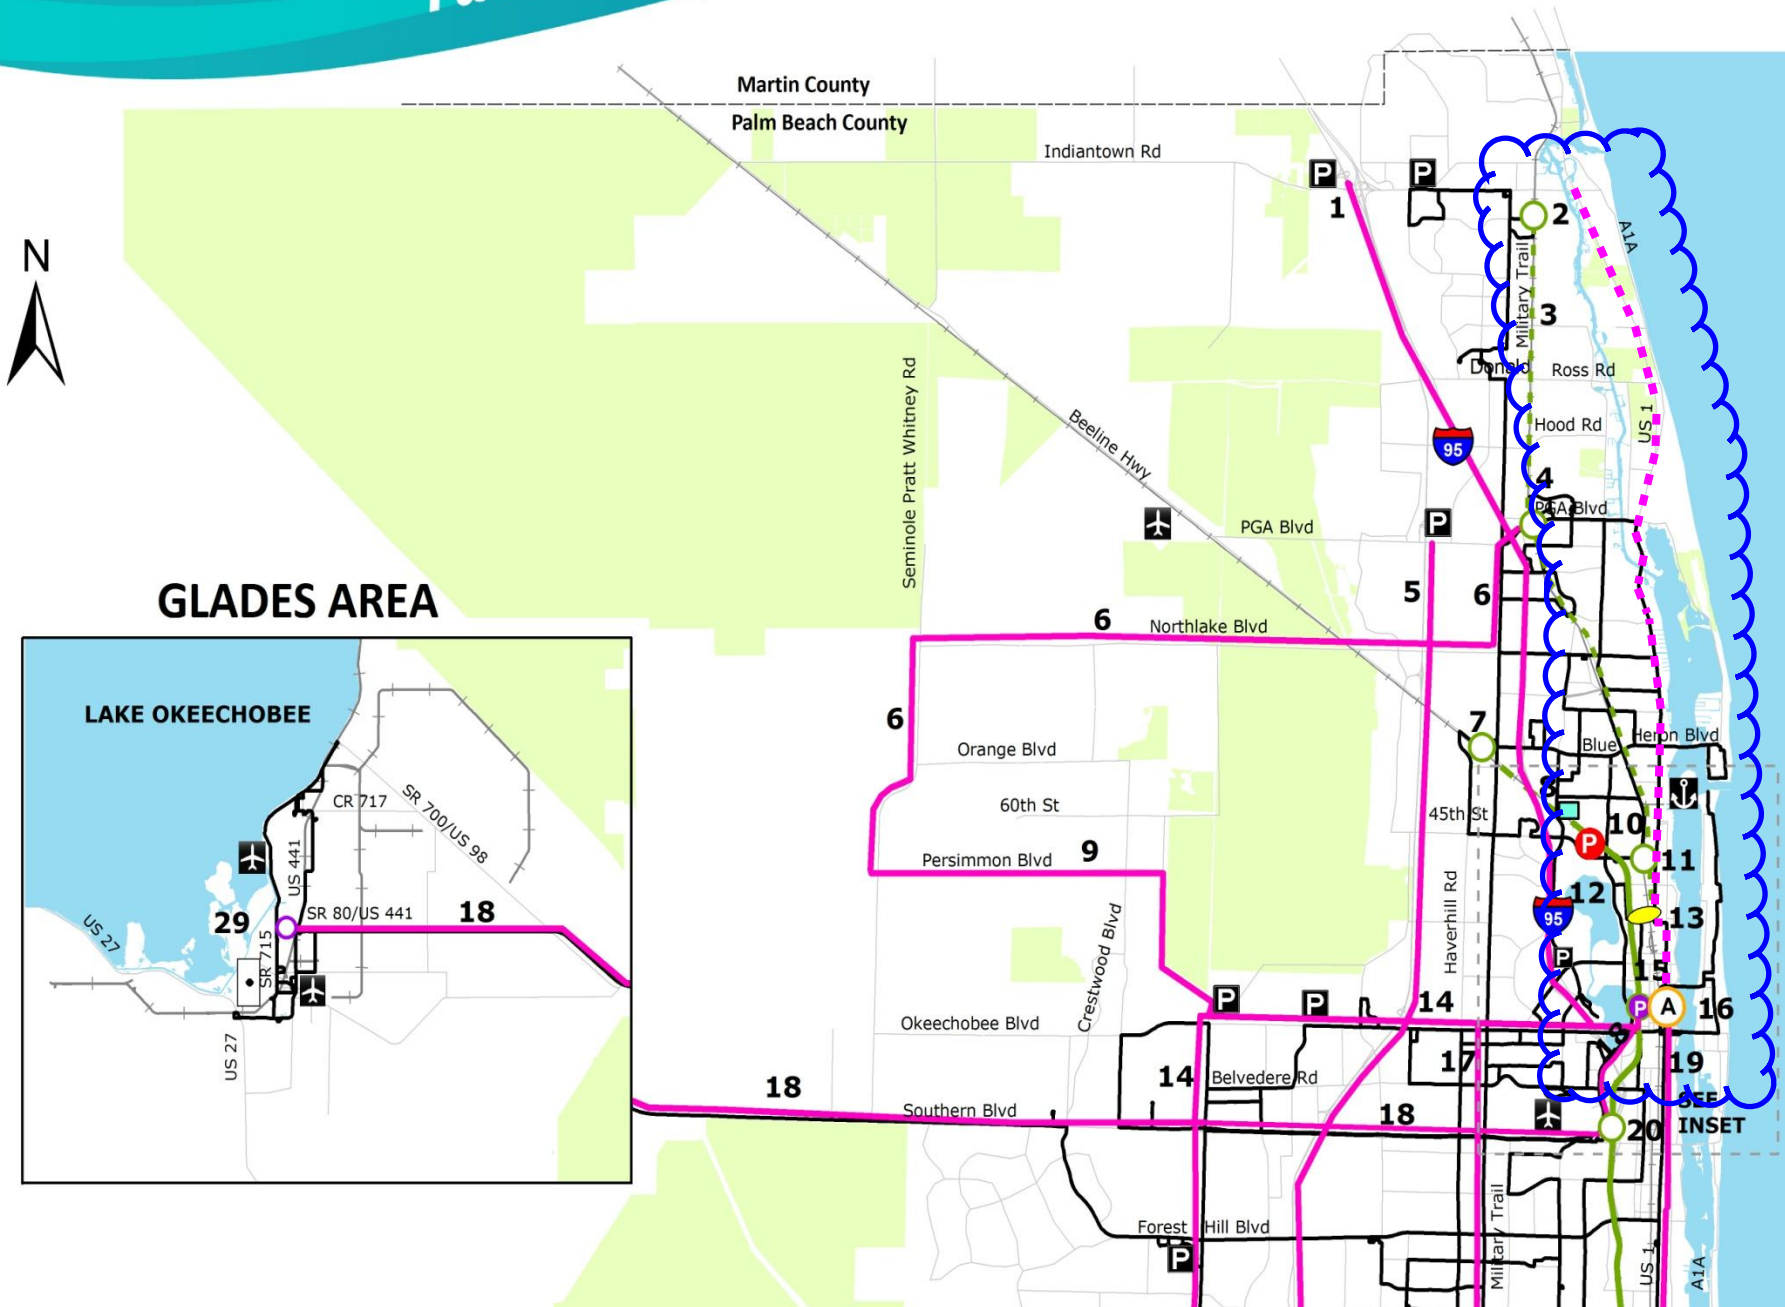 Martin County
Palm Beach County
Indiantown Rd
P
P
1
2
A1A
N
Military Trail
3
Donald
Ross Rd
Seminole Pratt Whitney Rd
Beeline Hwy
Hood Rd
US 1
95
4
PGA Blvd
PGA Blvd
P
GLADES AREA
5
6
6
Northlake Blvd
LAKE OKEECHOBEE
6
7
Orange Blvd
Blue
Heron Blvd
8
CR 717
SR 700/US 98
60th St
45th St
10
P
Persimmon Blvd
9
11
US 441
12
Haverhill Rd
95
13
US 27
29
SR 80/US 441
18
SR 715
Crestwood Blvd
P
15
P
P
14
P
A
16
Okeechobee Blvd
18
US 27
17
19
14
Belvedere Rd
18
Southern Blvd
18
SEE
INSET
20
Forest
Hill Blvd
P
Military Trail
US 1
A1A